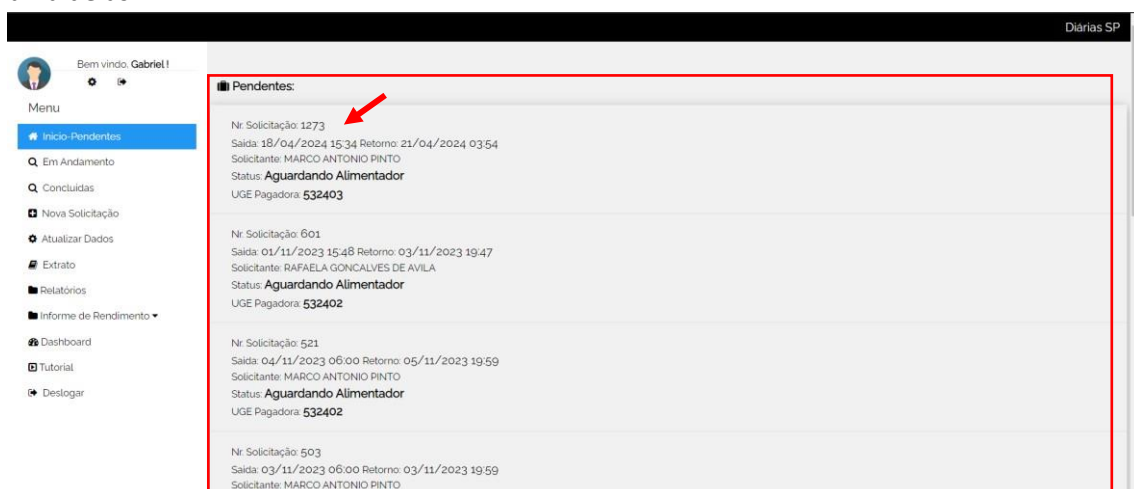 Diárias SP
Bem vindo, Gabriel !
Menu
Inicio-Pendentes
Em Andamento
Concluídas
Nova Solicitação
Atualizar Dados
Extrato
Relatórios
Informe de Rendimento
Dashboard
Tutorial
Deslogar
Pendentes:
Nr. Solicitação: 1273
Saída: 18/04/2024 15:34 Retorno: 21/04/2024 03:54
Solicitante: MARCO ANTONIO PINTO
Status: Aguardando Alimentador
UGE Pagadora: 532403
Nr. Solicitação: 601
Saída: 01/11/2023 15:48 Retorno: 03/11/2023 19:47
Solicitante: RAFAELA GONCALVES DE AVILA
Status: Aguardando Alimentador
UGE Pagadora: 532402
Nr. Solicitação: 521
Saída: 04/11/2023 06:00 Retorno: 05/11/2023 19:59
Solicitante: MARCO ANTONIO PINTO
Status: Aguardando Alimentador
UGE Pagadora: 532402
Nr. Solicitação: 503
Saída: 03/11/2023 06:00 Retorno: 03/11/2023 19:59
Solicitante: MARCO ANTONIO PINTO